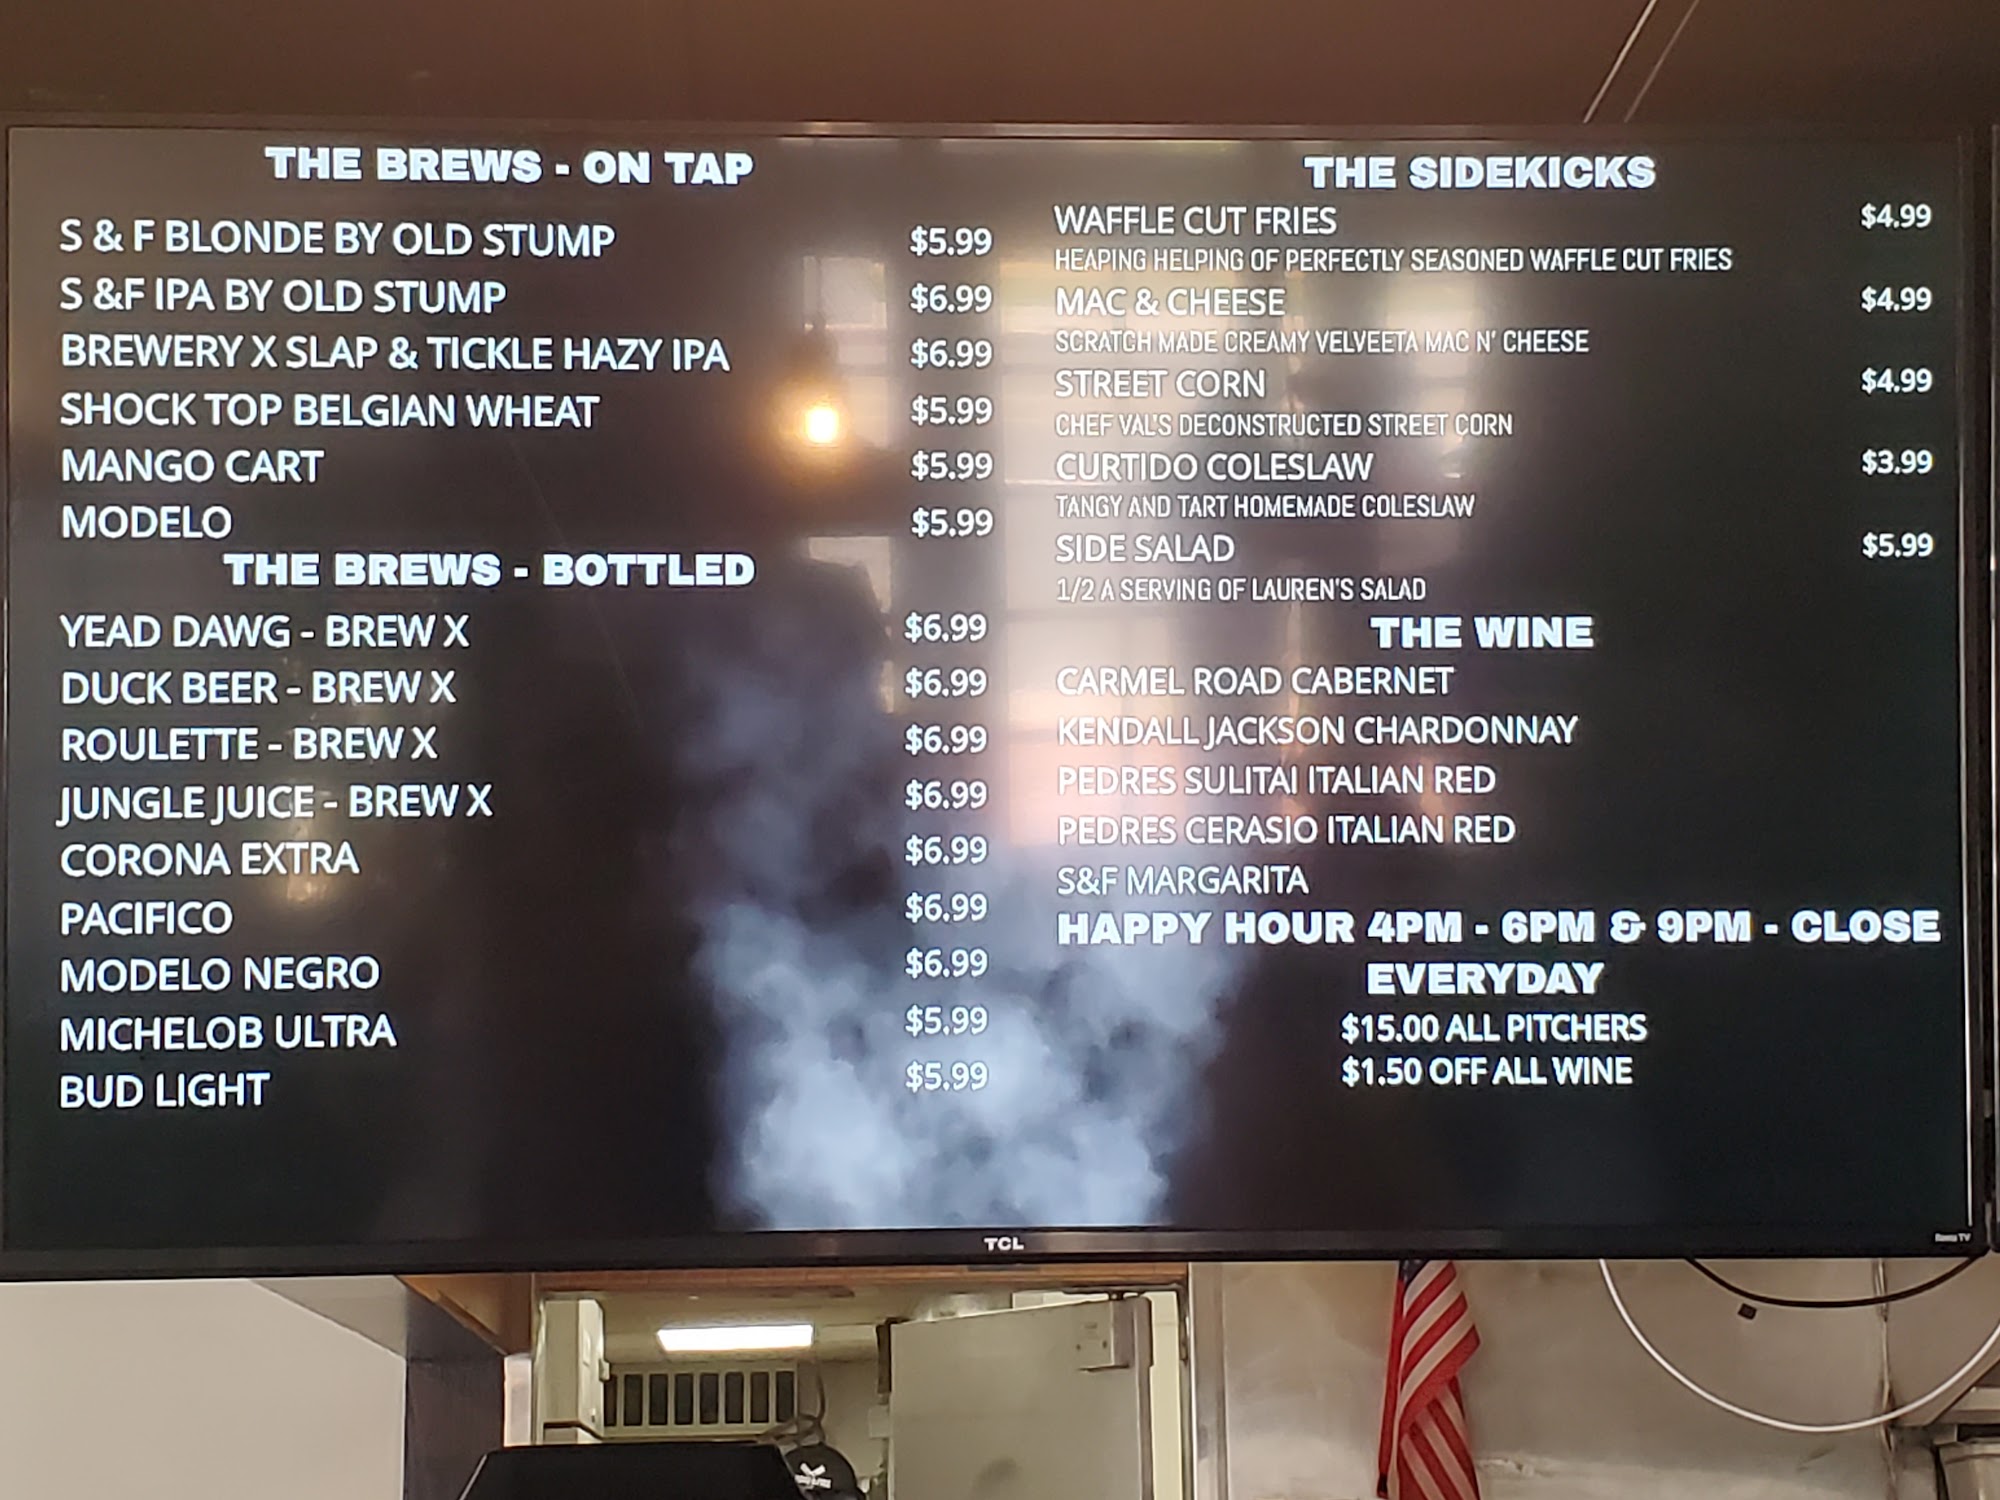 THE BREWS - ON TAP
S & F BLONDE BY OLD STUMP $5.99
S &F IPA BY OLD STUMP $6.99
BREWERY X SLAP & TICKLE HAZY IPA $6.99
SHOCK TOP BELGIAN WHEAT $5.99
MANGO CART $5.99
MODELO $5.99
THE BREWS - BOTTLED
YEAD DAWG - BREW X $6.99
DUCK BEER - BREW X $6.99
ROULETTE - BREW X $6.99
JUNGLE JUICE - BREW X $6.99
CORONA EXTRA $6.99
PACIFICO $6.99
MODELO NEGRO $6.99
MICHELOB ULTRA $5.99
BUD LIGHT $5.99
THE SIDEKICKS
WAFFLE CUT FRIES $4.99
HEAPING HELPING OF PERFECTLY SEASONED WAFFLE CUT FRIES
MAC & CHEESE $4.99
SCRATCH MADE CREAMY VELVEETA MAC N' CHEESE
STREET CORN $4.99
CHEF VAL'S DECONSTRUCTED STREET CORN
CURTIDO COLESLAW $3.99
TANGY AND TART HOMEMADE COLESLAW
SIDE SALAD $5.99
1/2 A SERVING OF LAUREN'S SALAD
THE WINE
CARMEL ROAD CABERNET
KENDALL JACKSON CHARDONNAY
PEDRES SULITAI ITALIAN RED
PEDRES CERASIO ITALIAN RED
S&F MARGARITA
HAPPY HOUR 4PM - 6PM & 9PM - CLOSE
EVERYDAY
$15.00 ALL PITCHERS
$1.50 OFF ALL WINE
TCL
Roku TV